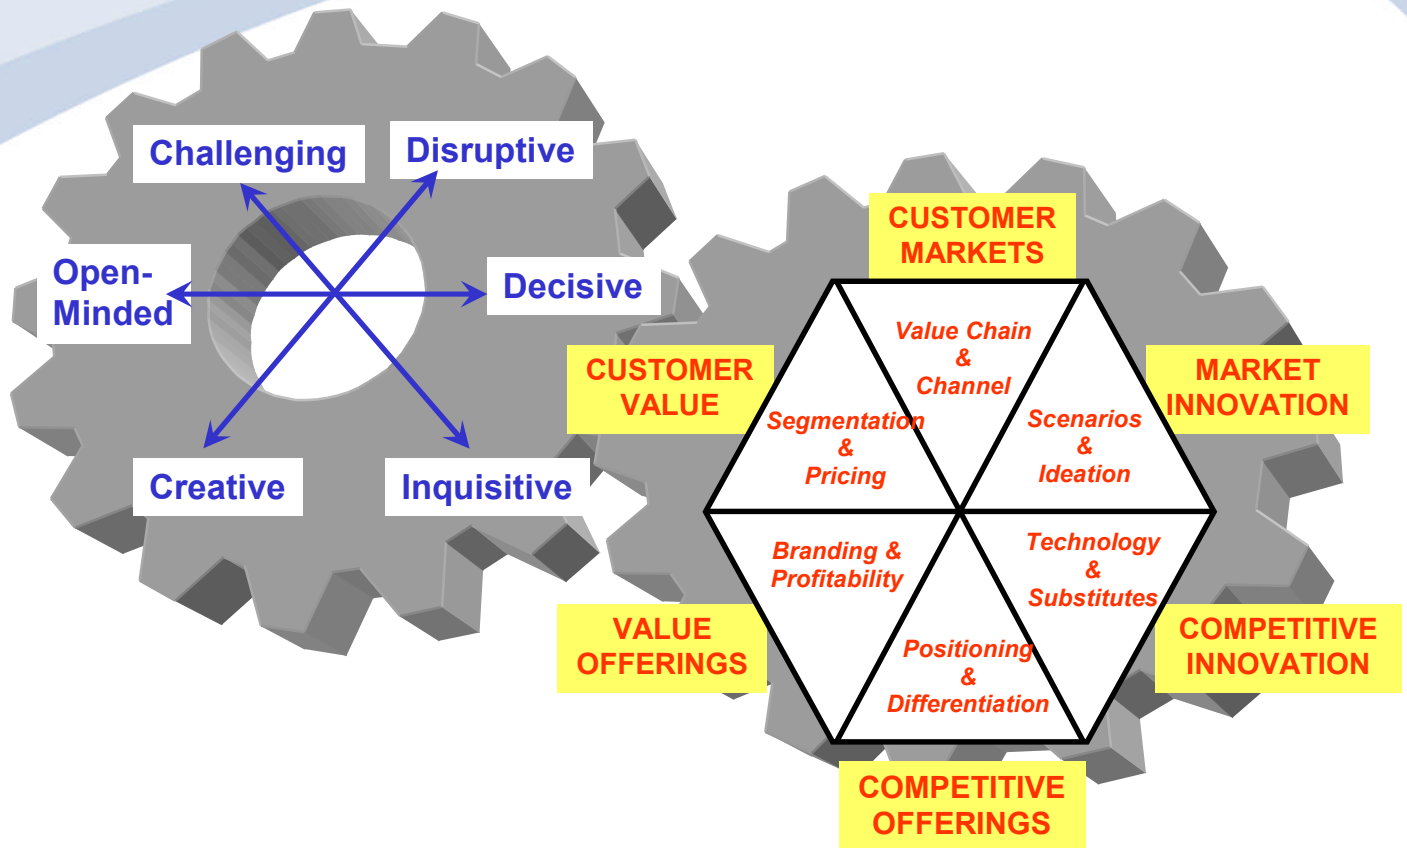 Challenging
Disruptive
Open-
Minded
Decisive
Creative
Inquisitive
CUSTOMER
MARKETS
CUSTOMER
VALUE
MARKET
INNOVATION
Value Chain
&
Channel
Segmentation
&
Pricing
Scenarios
&
Ideation
Branding &
Profitability
Technology
&
Substitutes
Positioning
&
Differentiation
VALUE
OFFERINGS
COMPETITIVE
INNOVATION
COMPETITIVE
OFFERINGS